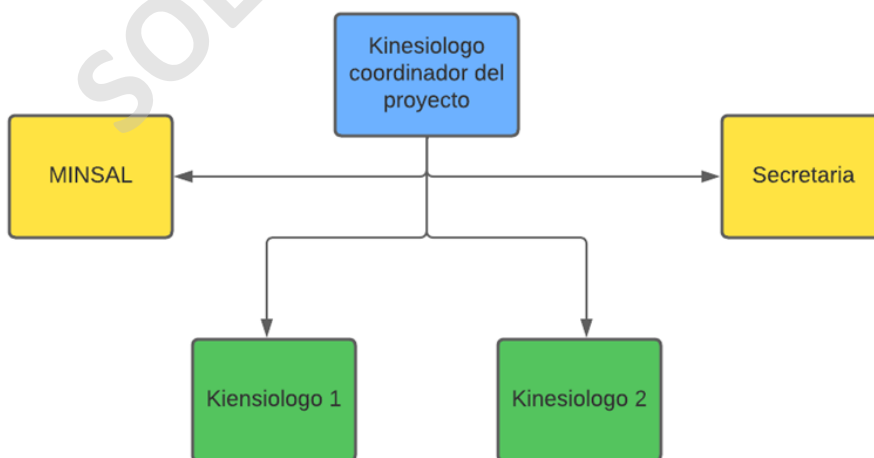 Kinesiologo
coordinador del
proyecto
MINSAL
Secretaria
Kiensiologo 1
Kinesiologo 2